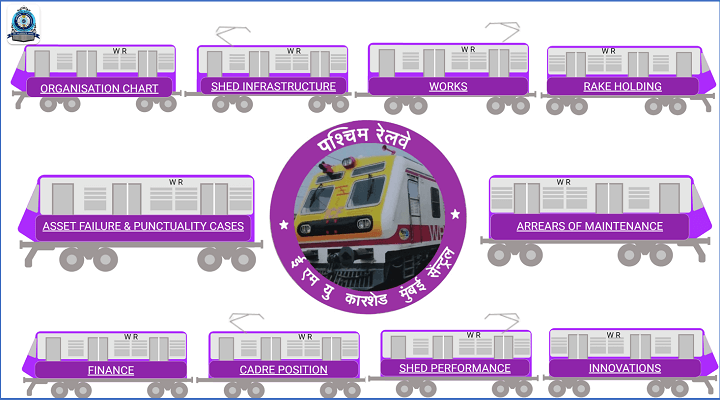 W R
W R
W R
W R
ORGANISATION CHART
SHED INFRASTRUCTURE
WORKS
RAKE HOLDING
पश्चिम रेलवे
W R
W R
ASSET FAILURE & PUNCTUALITY CASES
ARREARS OF MAINTENANCE
ई एम यु कारशेड मुंबई सेन्ट्रल
W R
W R
W R
W R
FINANCE
CADRE POSITION
SHED PERFORMANCE
INNOVATIONS